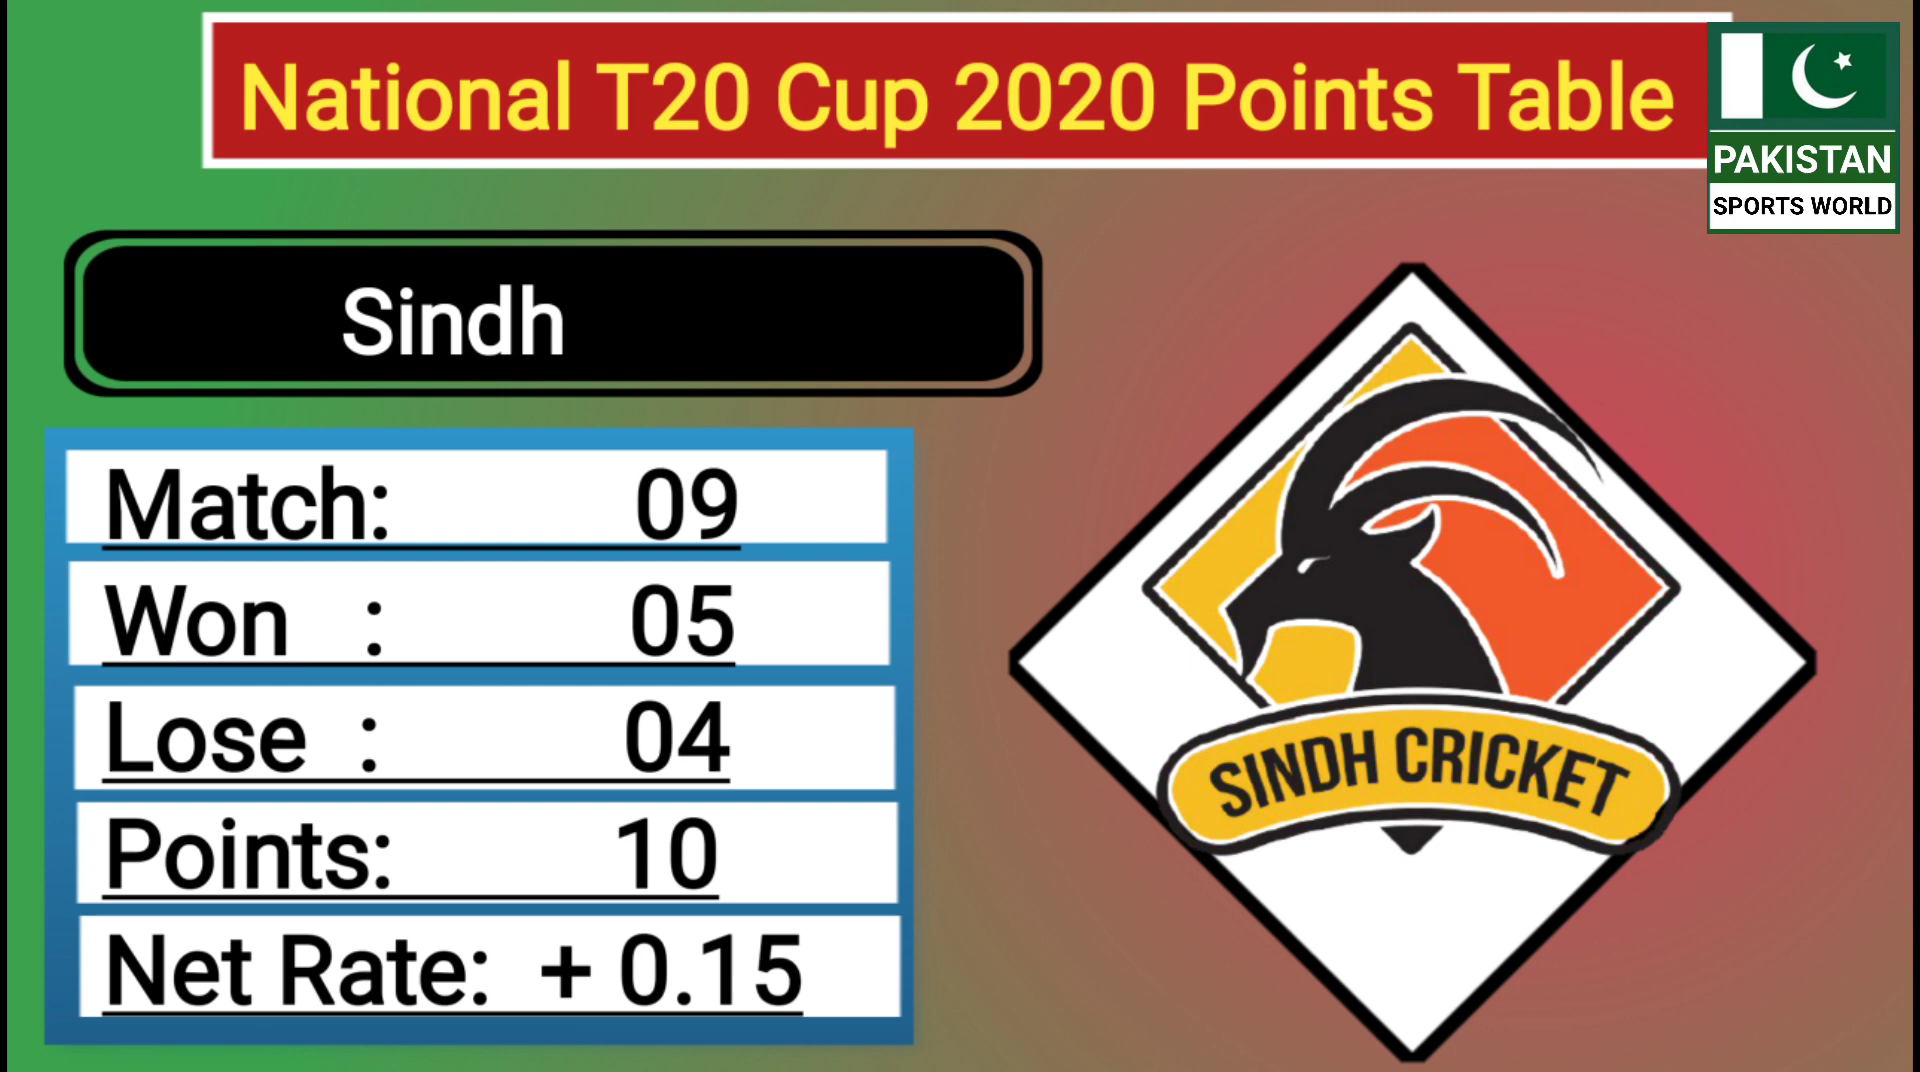 National T20 Cup 2020 Points Table
PAKISTAN
SPORTS WORLD
Sindh
Match: 09
Won : 05
Lose : 04
Points: 10
Net Rate: + 0.15
SINDH CRICKET